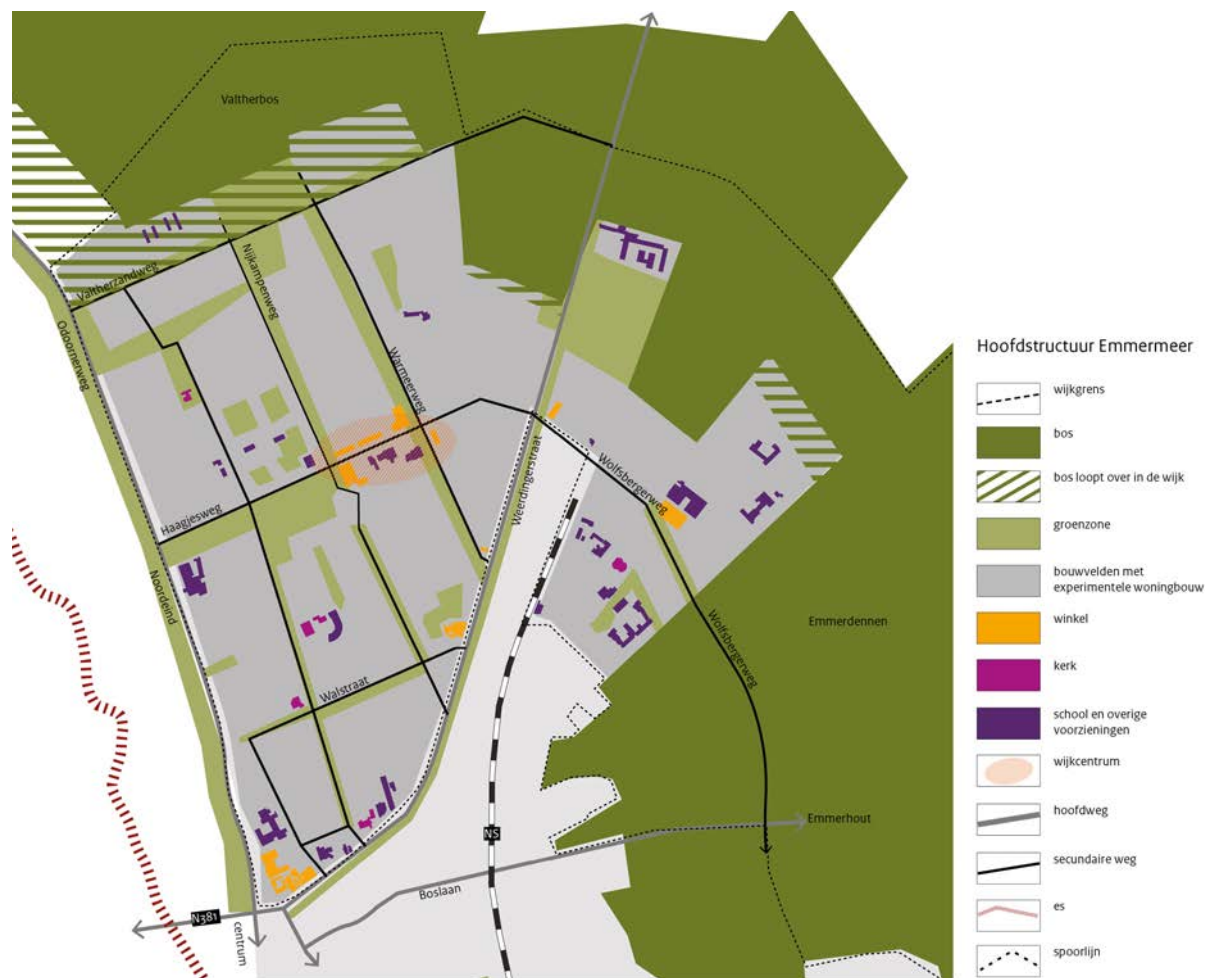 Valtherbos
Valtherzandweg
Nijkampenweg
Odoornerweg
Warmeerweg
Haagjesweg
Weerdingerstraat
Wolfsbergerweg
Noordeind
Wolfsbergerweg
Emmerdennen
Walstraat
NS
Emmerhout
Boslaan
N381
centrum
Hoofdstructuur Emmermeer
wijkgrens
bos
bos loopt over in de wijk
groenzone
bouwvelden met
experimentele woningbouw
winkel
kerk
school en overige
voorzieningen
wijkcentrum
hoofdweg
secundaire weg
es
spoorlijn